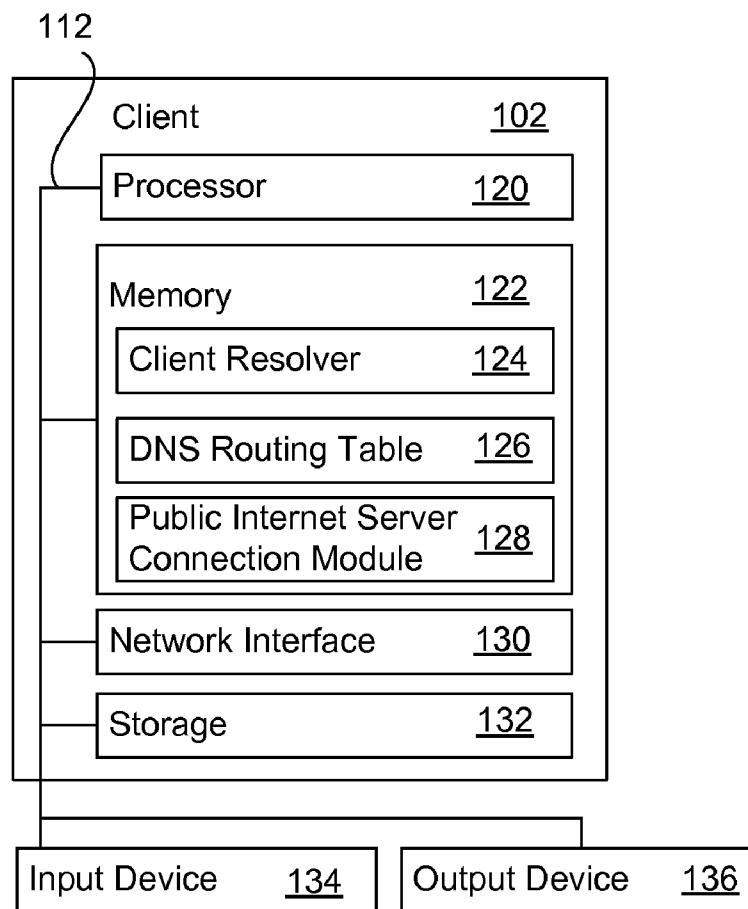 112
Client 102
Processor 120
Memory 122
Client Resolver 124
DNS Routing Table 126
Public Internet Server
Connection Module 128
Network Interface 130
Storage 132
Input Device 134
Output Device 136